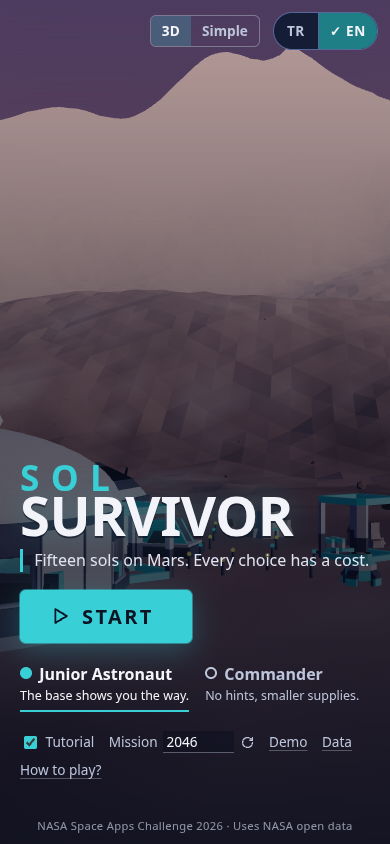 3D Simple TR ✓ EN
SOL
SURVIVOR
Fifteen sols on Mars. Every choice has a cost.
START
Junior Astronaut Commander
The base shows you the way. No hints, smaller supplies.
Tutorial Mission 2046 Demo Data
How to play?
NASA Space Apps Challenge 2026 · Uses NASA open data